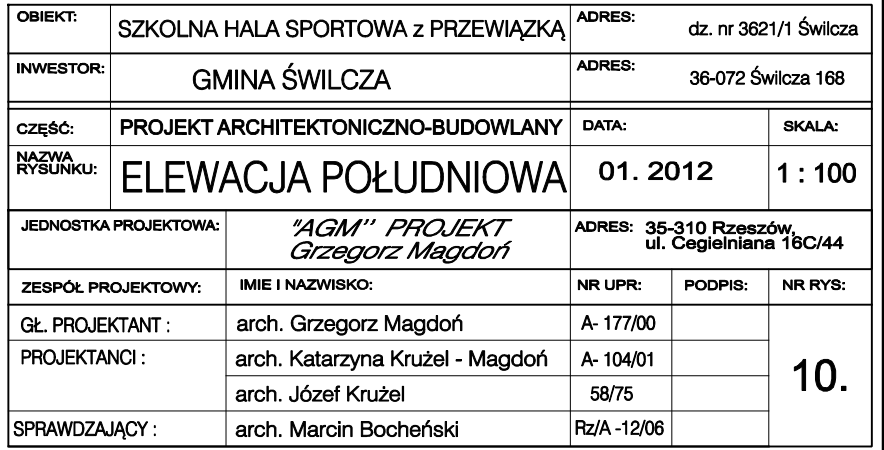 OBIEKT: SZKOLNA HALA SPORTOWA z PRZEWIĄZKĄ ADRES: dz. nr 3621/1 Świlcza
INWESTOR: GMINA ŚWILCZA ADRES: 36-072 Świlcza 168
CZĘŚĆ: PROJEKT ARCHITEKTONICZNO-BUDOWLANY DATA: SKALA:
NAZWA
RYSUNKU: ELEWACJA POŁUDNIOWA 01. 2012 1 : 100
JEDNOSTKA PROJEKTOWA: "AGM'' PROJEKT
Grzegorz Magdoń
ADRES: 35-310 Rzeszów,
ul. Cegielniana 16C/44
ZESPÓŁ PROJEKTOWY: IMIE I NAZWISKO: NR UPR: PODPIS: NR RYS:
GŁ. PROJEKTANT : arch. Grzegorz Magdoń A- 177/00
PROJEKTANCI : arch. Katarzyna Krużel - Magdoń A- 104/01
10.
arch. Józef Krużel 58/75
SPRAWDZAJĄCY : arch. Marcin Bocheński Rz/A -12/06